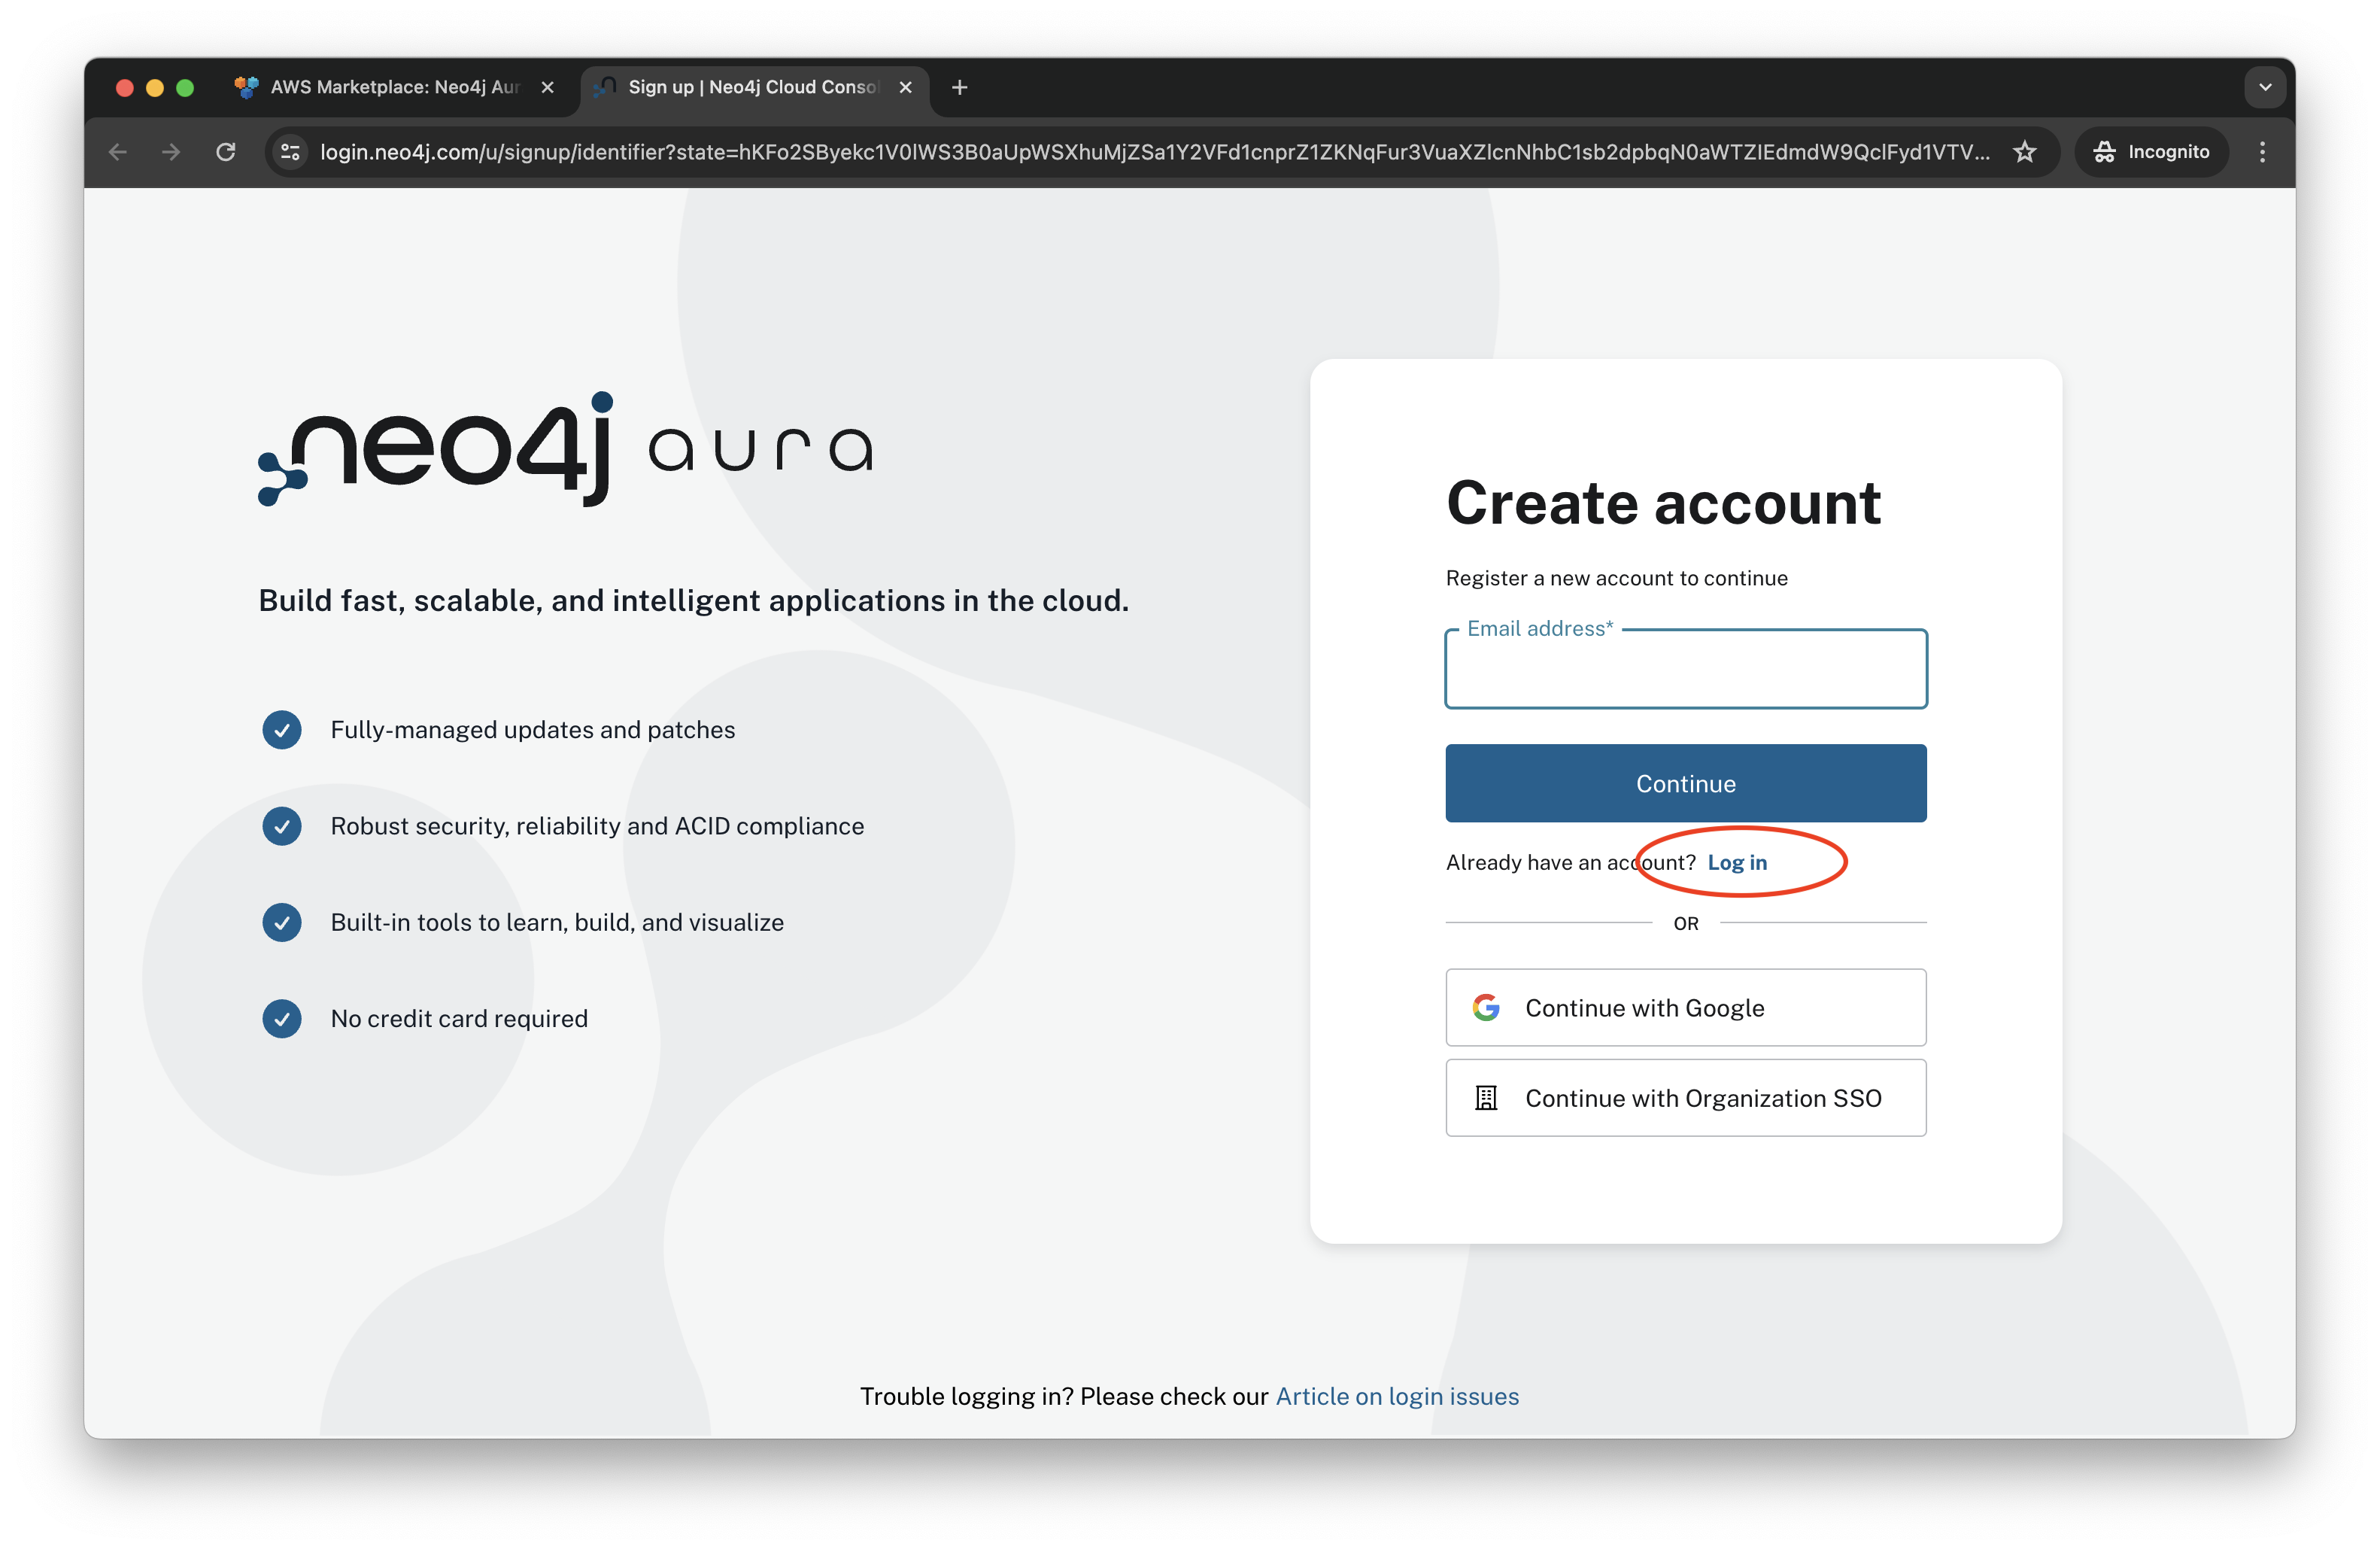 AWS Marketplace: Neo4j Aur
Sign up | Neo4j Cloud Consol
login.neo4j.com/u/signup/identifier?state=hKFo2SByekc1V0lWS3B0aUpWSXhuMjZSa1Y2VFd1cnprZ1ZKNqFur3VuaXZlcnNhbC1sb2dpbqN0aWTZIEdmdW9QclFyd1VTV...
Incognito
neo4j aura
Build fast, scalable, and intelligent applications in the cloud.
Fully-managed updates and patches
Robust security, reliability and ACID compliance
Built-in tools to learn, build, and visualize
No credit card required
Create account
Register a new account to continue
Email address*
Continue
Already have an account? Log in
OR
Continue with Google
Continue with Organization SSO
Trouble logging in? Please check our Article on login issues